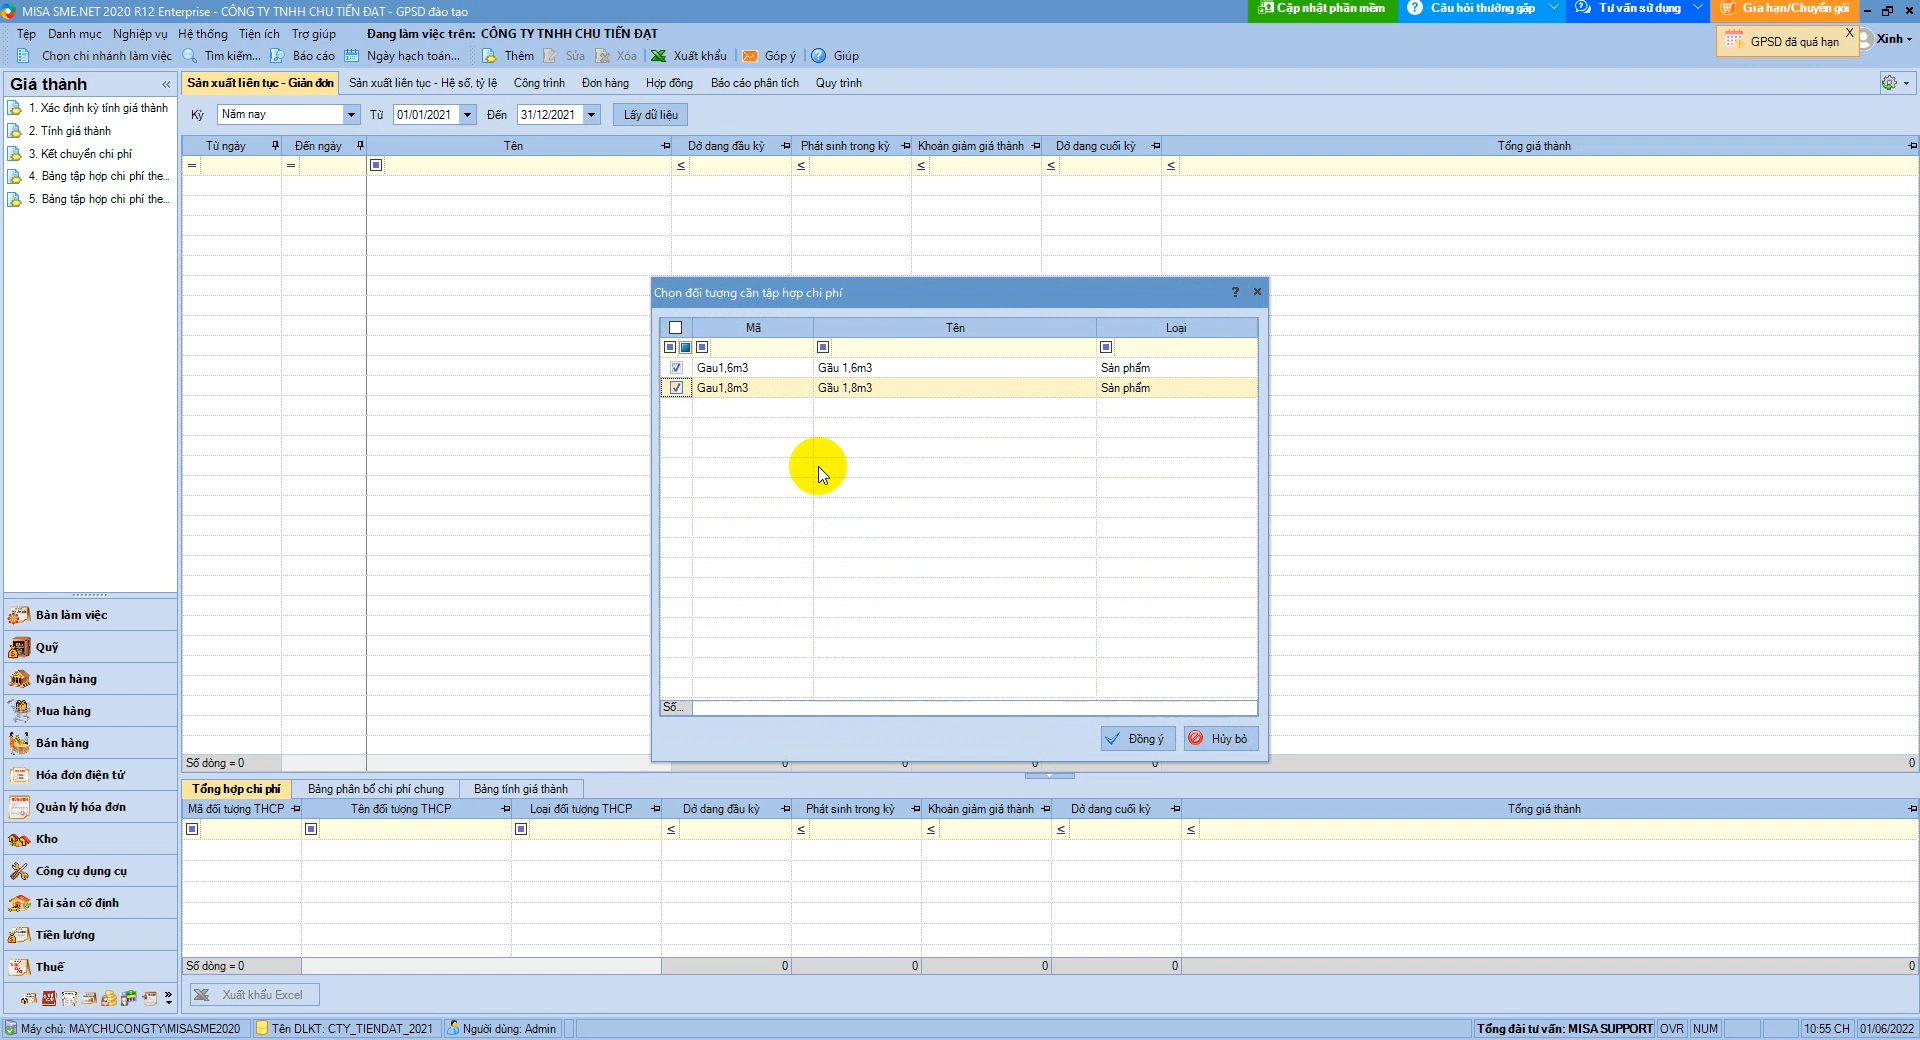 MISA SME.NET 2020 R12 Enterprise - CÔNG TY TNHH CHU TIẾN ĐẠT - GPSD đào tạo
Cập nhật phần mềm
Câu hỏi thường gặp
Tư vấn sử dụng
Gia hạn/Chuyển gói
Tệp Danh mục Nghiệp vụ Hệ thống Tiện ích Trợ giúp
Đang làm việc trên: CÔNG TY TNHH CHU TIẾN ĐẠT
GPSD đã quá hạn X
Xinh
Chọn chi nhánh làm việc Tìm kiếm... Báo cáo Ngày hạch toán... Thêm Sửa Xóa Xuất khẩu Góp ý Giúp
Giá thành «
Sản xuất liên tục - Giản đơn Sản xuất liên tục - Hệ số, tỷ lệ Công trình Đơn hàng Hợp đồng Báo cáo phân tích Quy trình
1. Xác định kỳ tính giá thành
2. Tính giá thành
3. Kết chuyển chi phí
4. Bảng tập hợp chi phí the...
5. Bảng tập hợp chi phí the...
Kỳ Năm nay Từ 01/01/2021 Đến 31/12/2021 Lấy dữ liệu
Từ ngày Đến ngày Tên Dở dang đầu kỳ Phát sinh trong kỳ Khoản giảm giá thành Dở dang cuối kỳ Tổng giá thành
= = ≤ ≤ ≤ ≤ ≤
Chọn đối tượng cần tập hợp chi phí ? ×
Mã Tên Loại
Gau1,6m3 Gầu 1,6m3 Sản phẩm
Gau1,8m3 Gầu 1,8m3 Sản phẩm
Số...
Đồng ý Hủy bỏ
Bàn làm việc
Quỹ
Ngân hàng
Mua hàng
Bán hàng
Hóa đơn điện tử
Quản lý hóa đơn
Kho
Công cụ dụng cụ
Tài sản cố định
Tiền lương
Thuế
Số dòng = 0 0 0 0 0 0
Tổng hợp chi phí Bảng phân bổ chi phí chung Bảng tính giá thành
Mã đối tượng THCP Tên đối tượng THCP Loại đối tượng THCP Dở dang đầu kỳ Phát sinh trong kỳ Khoản giảm giá thành Dở dang cuối kỳ Tổng giá thành
≤ ≤ ≤ ≤ ≤
Số dòng = 0 0 0 0 0 0
Xuất khẩu Excel
Máy chủ: MAYCHUCONGTY\MISASME2020 Tên DLKT: CTY_TIENDAT_2021 Người dùng: Admin
Tổng đài tư vấn: MISA SUPPORT OVR NUM 10:55 CH 01/06/2022